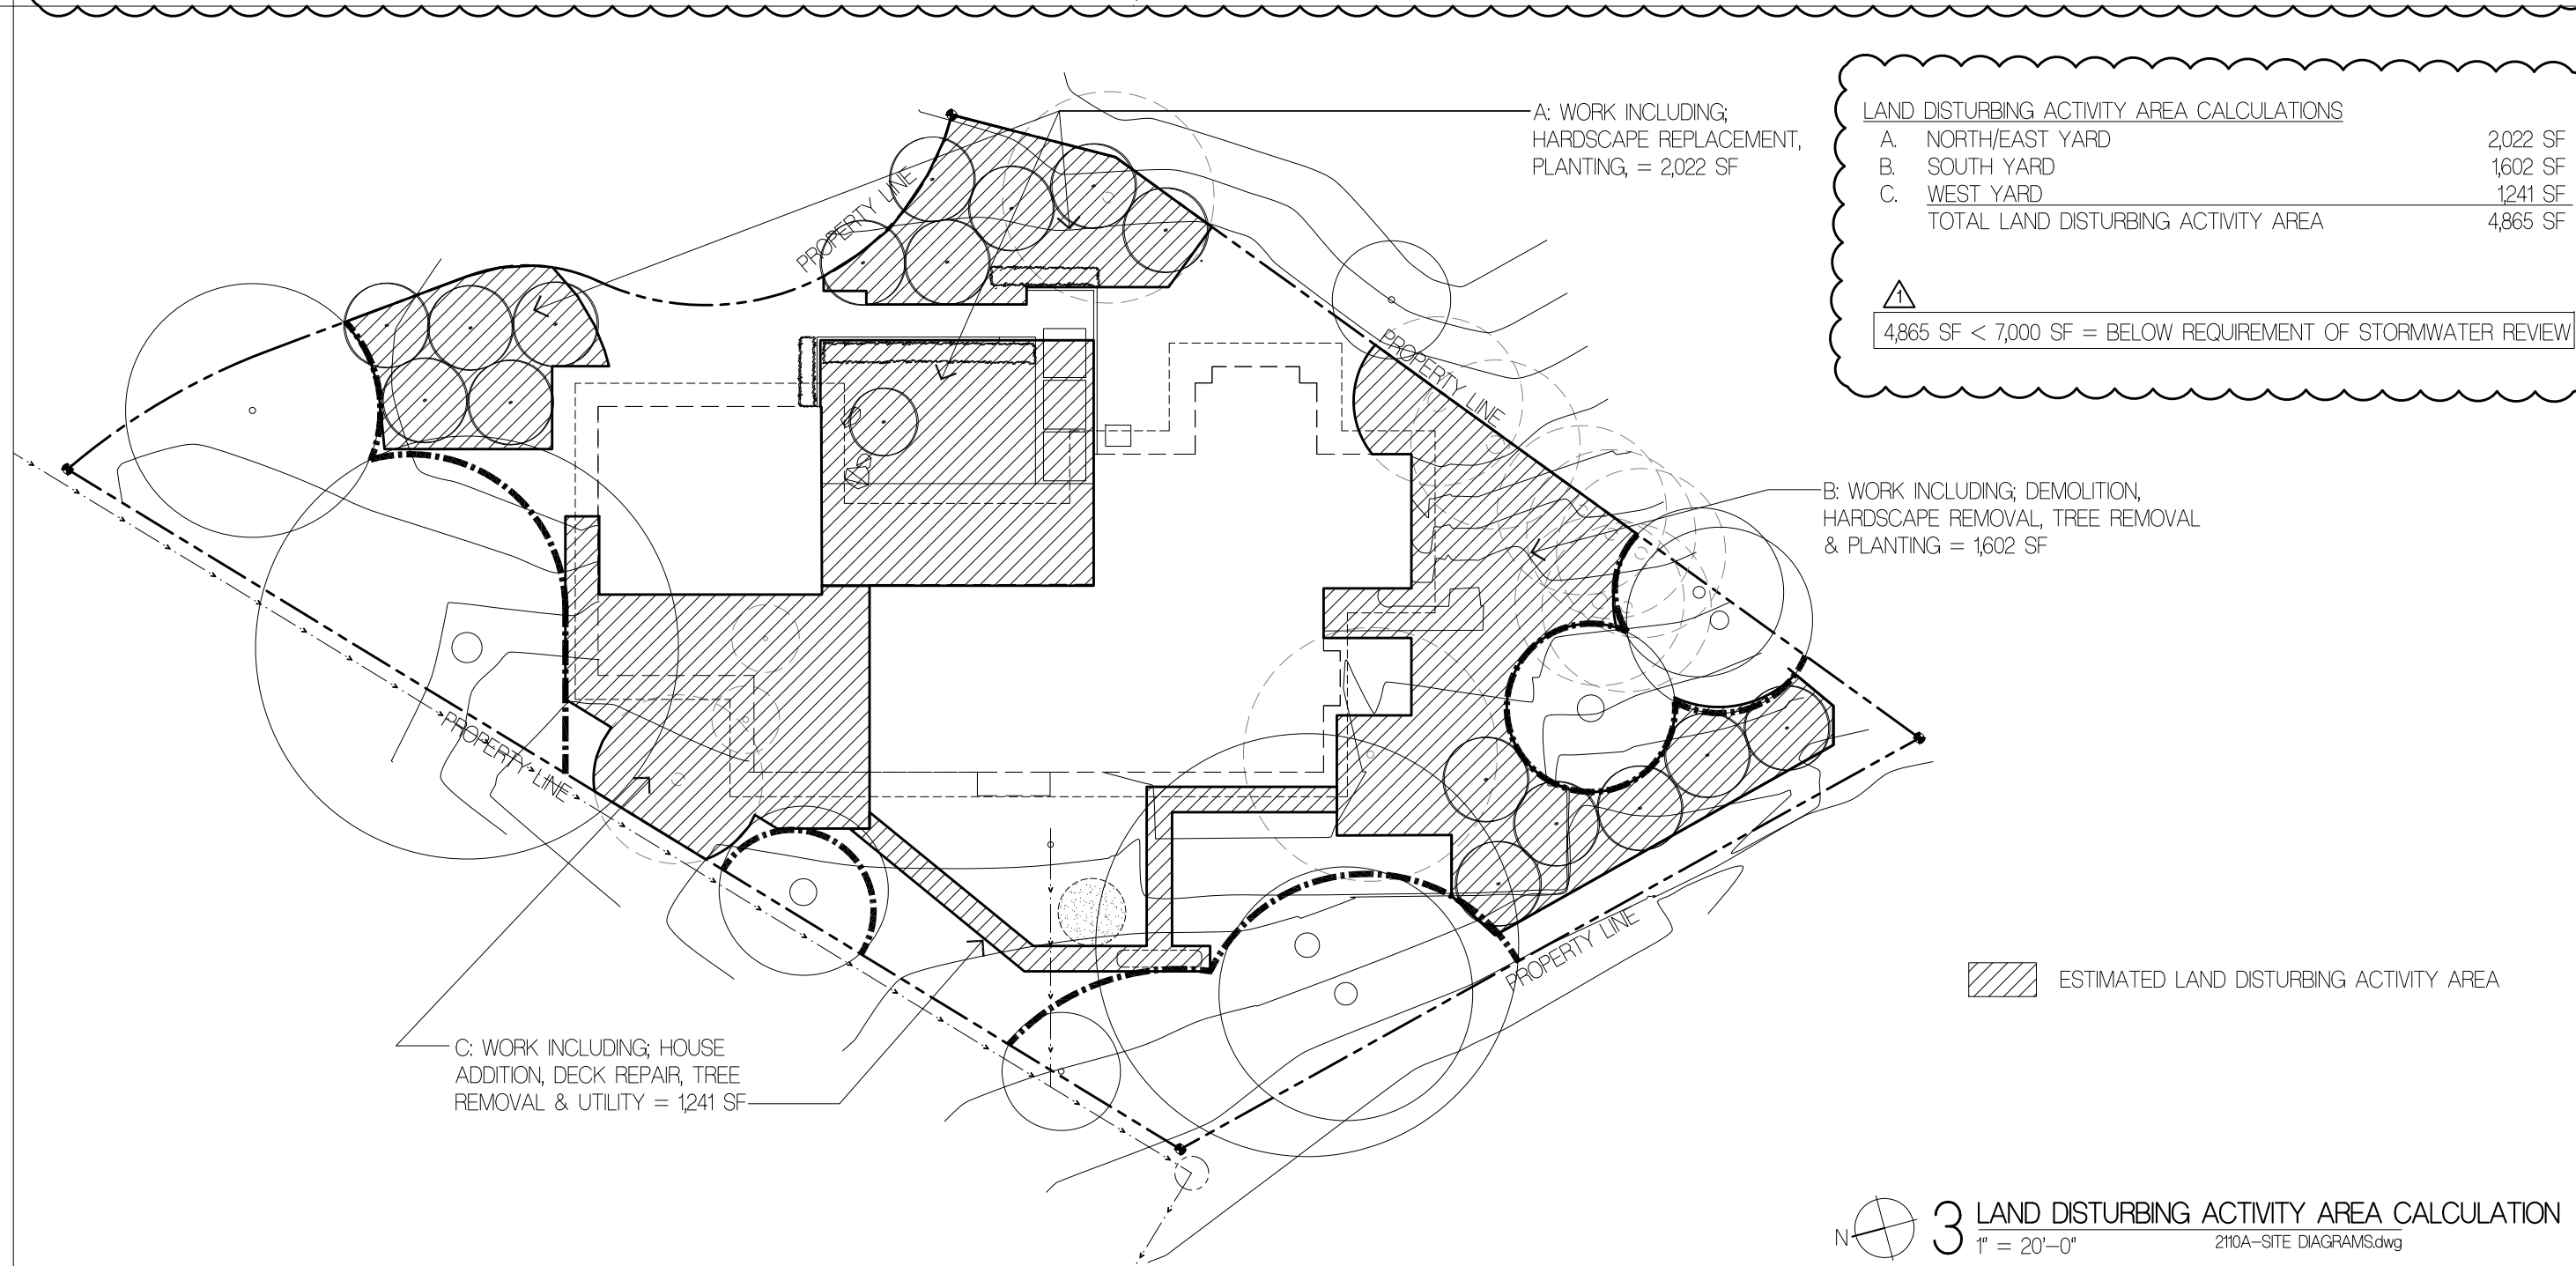 A: WORK INCLUDING;
HARDSCAPE REPLACEMENT,
PLANTING, = 2,022 SF
LAND DISTURBING ACTIVITY AREA CALCULATIONS
A. NORTH/EAST YARD 2,022 SF
B. SOUTH YARD 1,602 SF
C. WEST YARD 1,241 SF
TOTAL LAND DISTURBING ACTIVITY AREA 4,865 SF
1
4,865 SF < 7,000 SF = BELOW REQUIREMENT OF STORMWATER REVIEW
PROPERTY LINE
PROPERTY LINE
B: WORK INCLUDING; DEMOLITION,
HARDSCAPE REMOVAL, TREE REMOVAL
& PLANTING = 1,602 SF
PROPERTY LINE
PROPERTY LINE
ESTIMATED LAND DISTURBING ACTIVITY AREA
C: WORK INCLUDING; HOUSE
ADDITION, DECK REPAIR, TREE
REMOVAL & UTILITY = 1,241 SF
N
3 LAND DISTURBING ACTIVITY AREA CALCULATION
1" = 20'-0" 2110A-SITE DIAGRAMS.dwg